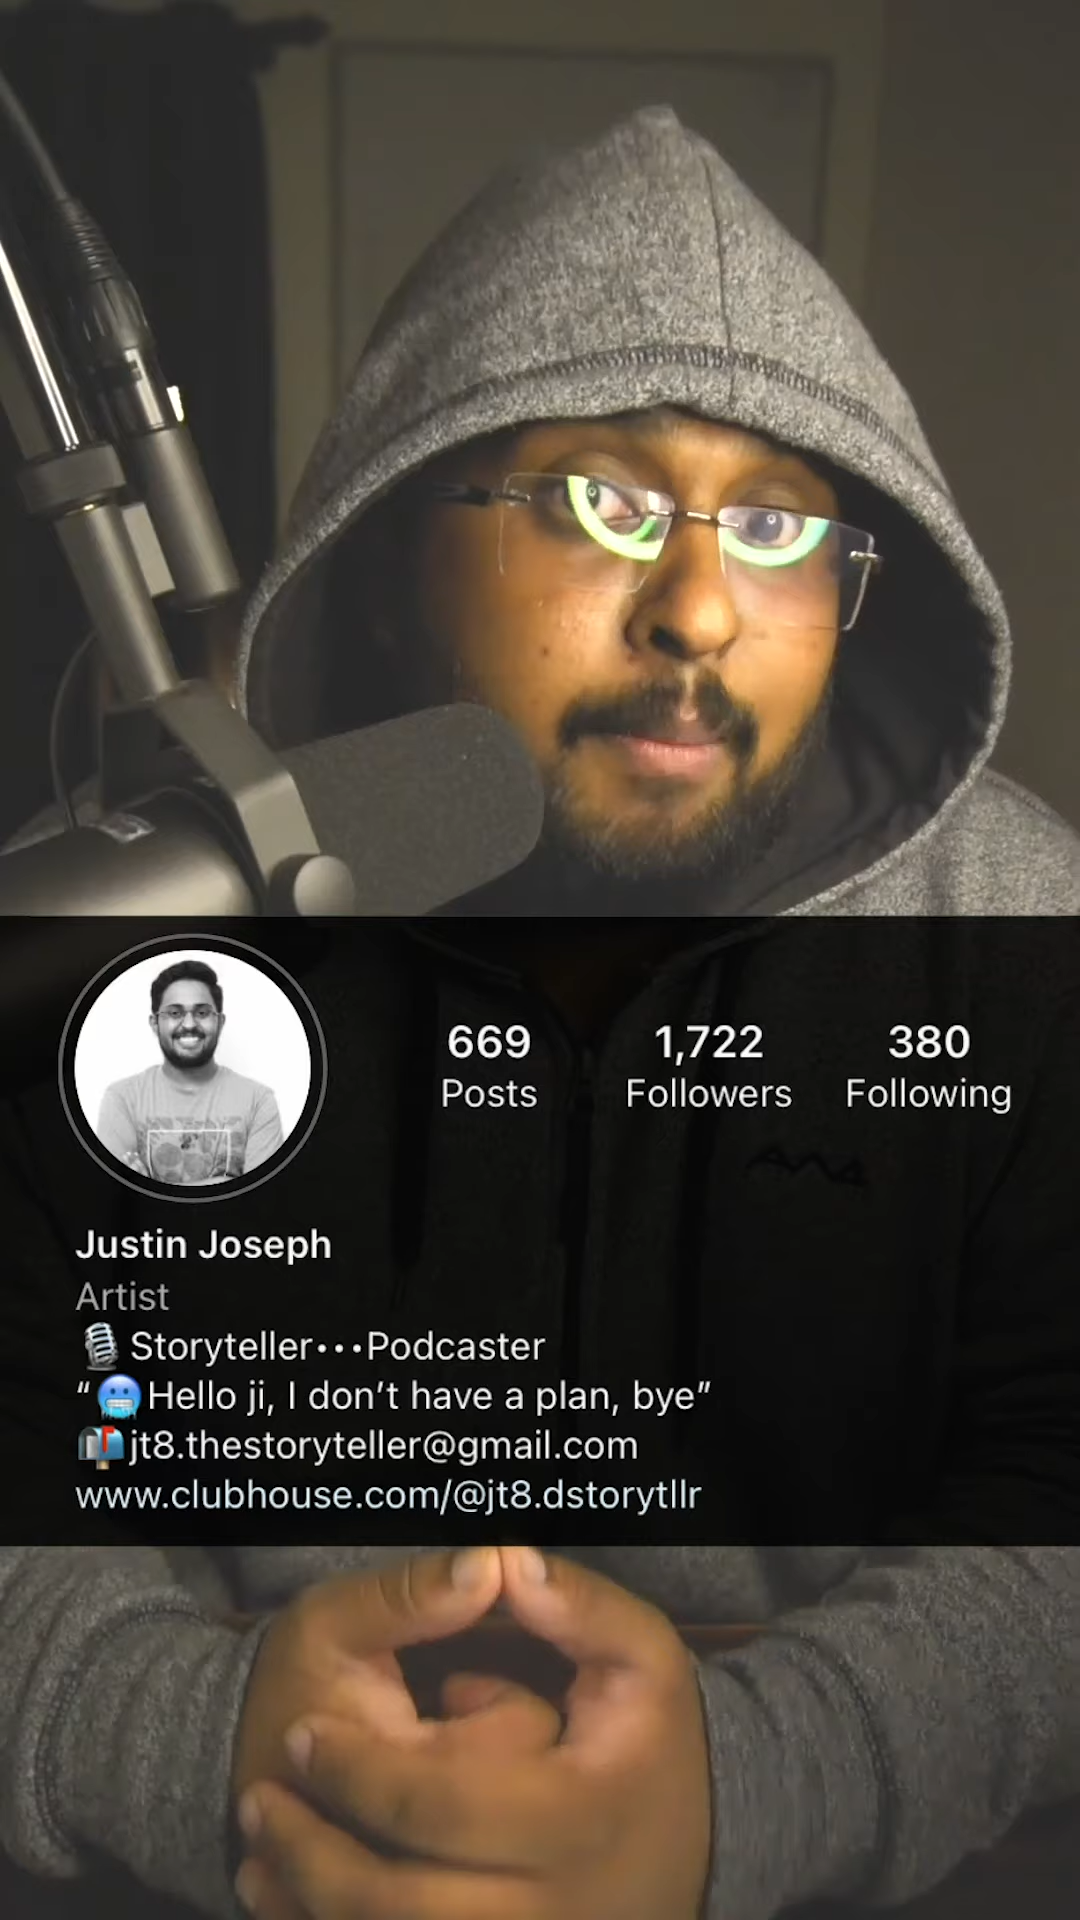 669 1,722 380
Posts Followers Following
Justin Joseph
Artist
🎙️Storyteller•••Podcaster
“🥶Hello ji, I don’t have a plan, bye”
📬jt8.thestoryteller@gmail.com
www.clubhouse.com/@jt8.dstorytllr